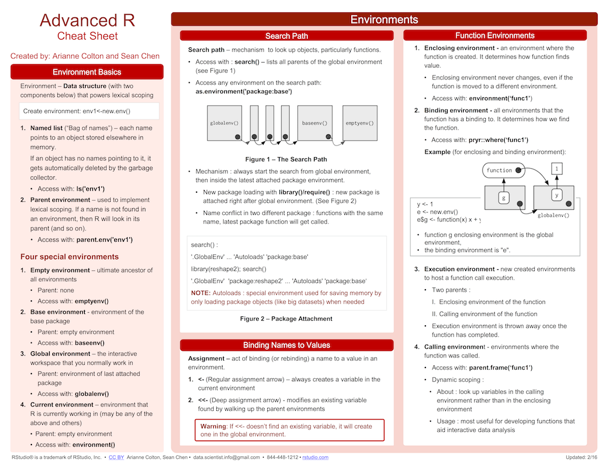 Advanced R
Cheat Sheet
Created by: Arianne Colton and Sean Chen
Environment Basics
Environment – Data structure (with two
components below) that powers lexical scoping
Create environment: env1<-new.env()
1. Named list (“Bag of names”) – each name
points to an object stored elsewhere in
memory.
If an object has no names pointing to it, it
gets automatically deleted by the garbage
collector.
• Access with: ls('env1')
2. Parent environment – used to implement
lexical scoping. If a name is not found in
an environment, then R will look in its
parent (and so on).
• Access with: parent.env('env1')
Four special environments
1. Empty environment – ultimate ancestor of
all environments
• Parent: none
• Access with: emptyenv()
2. Base environment - environment of the
base package
• Parent: empty environment
• Access with: baseenv()
3. Global environment – the interactive
workspace that you normally work in
• Parent: environment of last attached
package
• Access with: globalenv()
4. Current environment – environment that
R is currently working in (may be any of the
above and others)
• Parent: empty environment
• Access with: environment()
Environments
Search Path
Search path – mechanism to look up objects, particularly functions.
• Access with : search() – lists all parents of the global environment
(see Figure 1)
• Access any environment on the search path:
as.environment('package:base')
globalenv()
baseenv()
emptyenv()
Figure 1 – The Search Path
• Mechanism : always start the search from global environment,
then inside the latest attached package environment.
• New package loading with library()/require() : new package is
attached right after global environment. (See Figure 2)
• Name conflict in two different package : functions with the same
name, latest package function will get called.
search() :
'.GlobalEnv' ... 'Autoloads' 'package:base'
library(reshape2); search()
'.GlobalEnv' 'package:reshape2' ... 'Autoloads' 'package:base'
NOTE: Autoloads : special environment used for saving memory by
only loading package objects (like big datasets) when needed
Figure 2 – Package Attachment
Binding Names to Values
Assignment – act of binding (or rebinding) a name to a value in an
environment.
1. <- (Regular assignment arrow) – always creates a variable in the
current environment
2. <<- (Deep assignment arrow) - modifies an existing variable
found by walking up the parent environments
Warning: If <<- doesn't find an existing variable, it will create
one in the global environment.
Function Environments
1. Enclosing environment - an environment where the
function is created. It determines how function finds
value.
• Enclosing environment never changes, even if the
function is moved to a different environment.
• Access with: environment('func1')
2. Binding environment - all environments that the
function has a binding to. It determines how we find
the function.
• Access with: pryr::where('func1')
Example (for enclosing and binding environment):
function
1
g
y
globalenv()
y <- 1
e <- new.env()
e$g <- function(x) x +
• function g enclosing environment is the global
environment,
• the binding environment is "e".
3. Execution environment - new created environments
to host a function call execution.
• Two parents :
I. Enclosing environment of the function
II. Calling environment of the function
• Execution environment is thrown away once the
function has completed.
4. Calling environment - environments where the
function was called.
• Access with: parent.frame('func1')
• Dynamic scoping :
• About : look up variables in the calling
environment rather than in the enclosing
environment
• Usage : most useful for developing functions that
aid interactive data analysis
RStudio® is a trademark of RStudio, Inc. • CC BY Arianne Colton, Sean Chen • data.scientist.info@gmail.com • 844-448-1212 • rstudio.com
Updated: 2/16